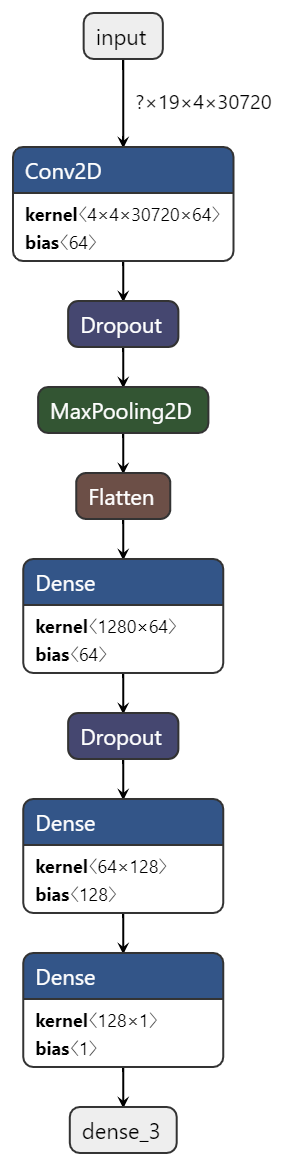 input
?×19×4×30720
Conv2D
kernel〈4×4×30720×64〉
bias〈64〉
Dropout
MaxPooling2D
Flatten
Dense
kernel〈1280×64〉
bias〈64〉
Dropout
Dense
kernel〈64×128〉
bias〈128〉
Dense
kernel〈128×1〉
bias〈1〉
dense_3